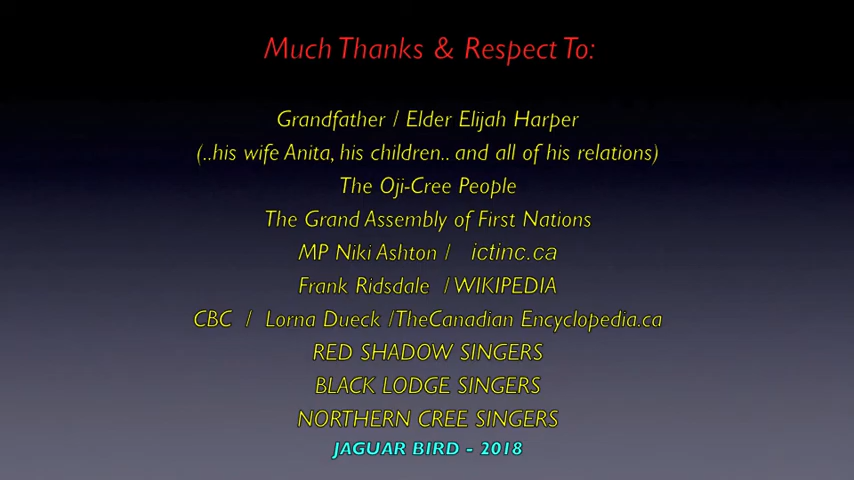 Much Thanks & Respect To:
Grandfather / Elder Elijah Harper
(..his wife Anita, his children.. and all of his relations)
The Oji-Cree People
The Grand Assembly of First Nations
MP Niki Ashton / ictinc.ca
Frank Ridsdale / WIKIPEDIA
CBC / Lorna Dueck /TheCanadian Encyclopedia.ca
RED SHADOW SINGERS
BLACK LODGE SINGERS
NORTHERN CREE SINGERS
JAGUAR BIRD - 2018